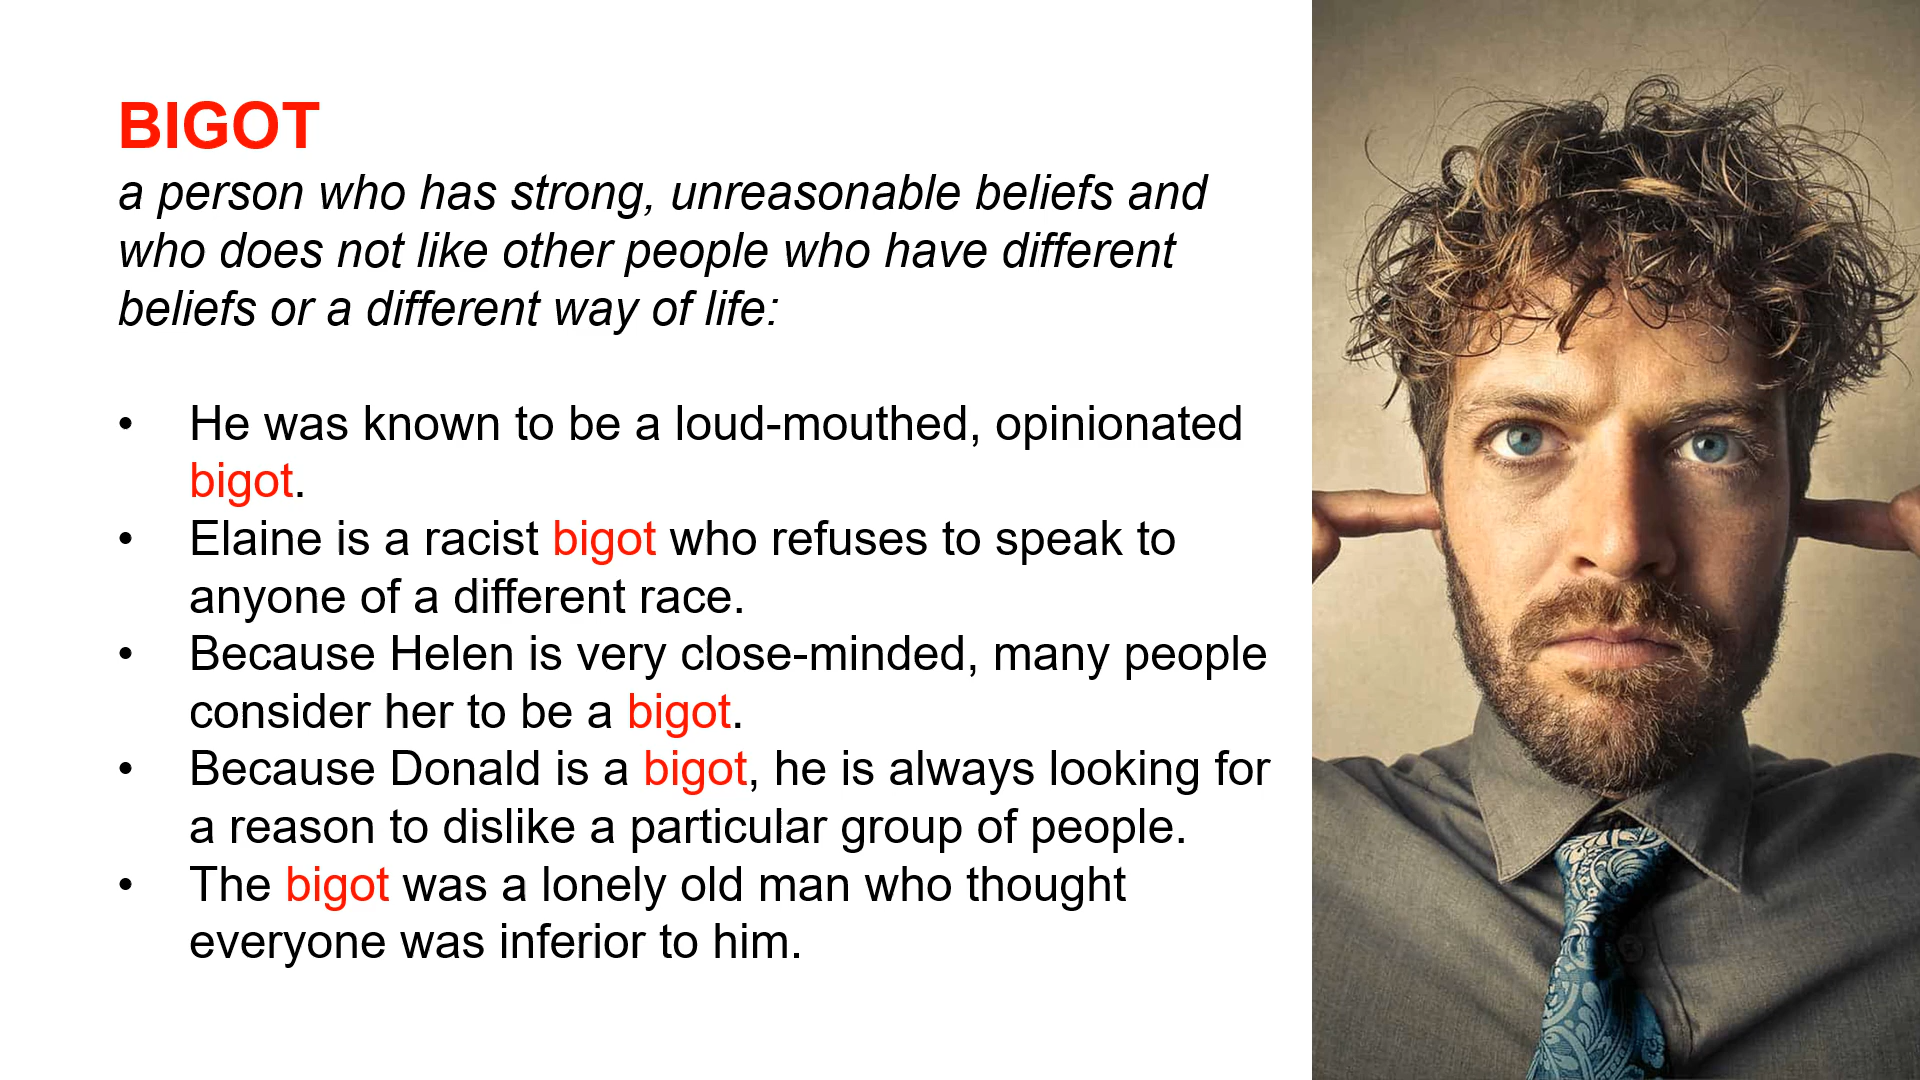 BIGOT
a person who has strong, unreasonable beliefs and
who does not like other people who have different
beliefs or a different way of life:
• He was known to be a loud-mouthed, opinionated
bigot.
• Elaine is a racist bigot who refuses to speak to
anyone of a different race.
• Because Helen is very close-minded, many people
consider her to be a bigot.
• Because Donald is a bigot, he is always looking for
a reason to dislike a particular group of people.
• The bigot was a lonely old man who thought
everyone was inferior to him.